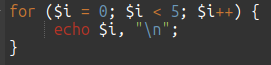 for ($i = 0; $i < 5; $i++) {
    echo $i, "\n";
}